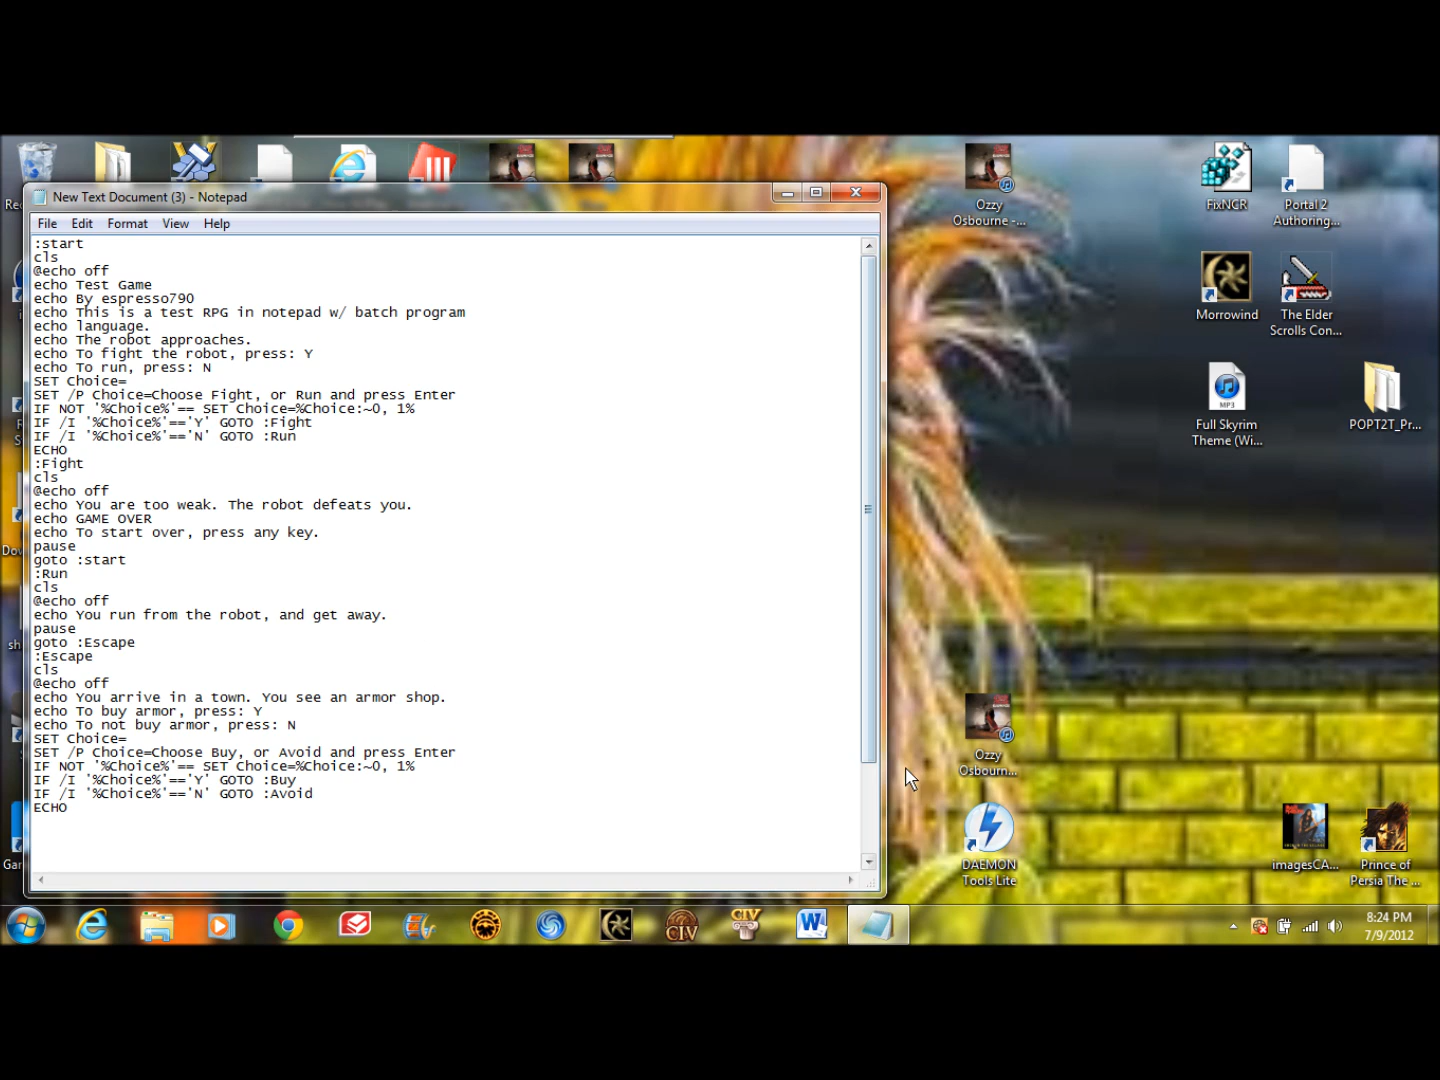 New Text Document (3) - Notepad
File Edit Format View Help
:start
cls
@echo off
echo Test Game
echo By espresso790
echo This is a test RPG in notepad w/ batch program
echo language.
echo The robot approaches.
echo To fight the robot, press: Y
echo To run, press: N
SET Choice=
SET /P Choice=Choose Fight, or Run and press Enter
IF NOT '%Choice%'== SET Choice=%Choice:~0, 1%
IF /I '%Choice%'=='Y' GOTO :Fight
IF /I '%Choice%'=='N' GOTO :Run
ECHO
:Fight
cls
@echo off
echo You are too weak. The robot defeats you.
echo GAME OVER
echo To start over, press any key.
pause
goto :start
:Run
cls
@echo off
echo You run from the robot, and get away.
pause
goto :Escape
:Escape
cls
@echo off
echo You arrive in a town. You see an armor shop.
echo To buy armor, press: Y
echo To not buy armor, press: N
SET Choice=
SET /P Choice=Choose Buy, or Avoid and press Enter
IF NOT '%Choice%'== SET Choice=%Choice:~0, 1%
IF /I '%Choice%'=='Y' GOTO :Buy
IF /I '%Choice%'=='N' GOTO :Avoid
ECHO
Ozzy
Osbourne -...
FixNCR
Portal 2
Authoring...
Morrowind
The Elder
Scrolls Con...
MP3
Full Skyrim
Theme (Wi...
POPT2T_Pr...
Ozzy
Osbourn...
DAEMON
Tools Lite
imagesCA...
Prince of
Persia The ...
CIV
CIV
W
8:24 PM
7/9/2012